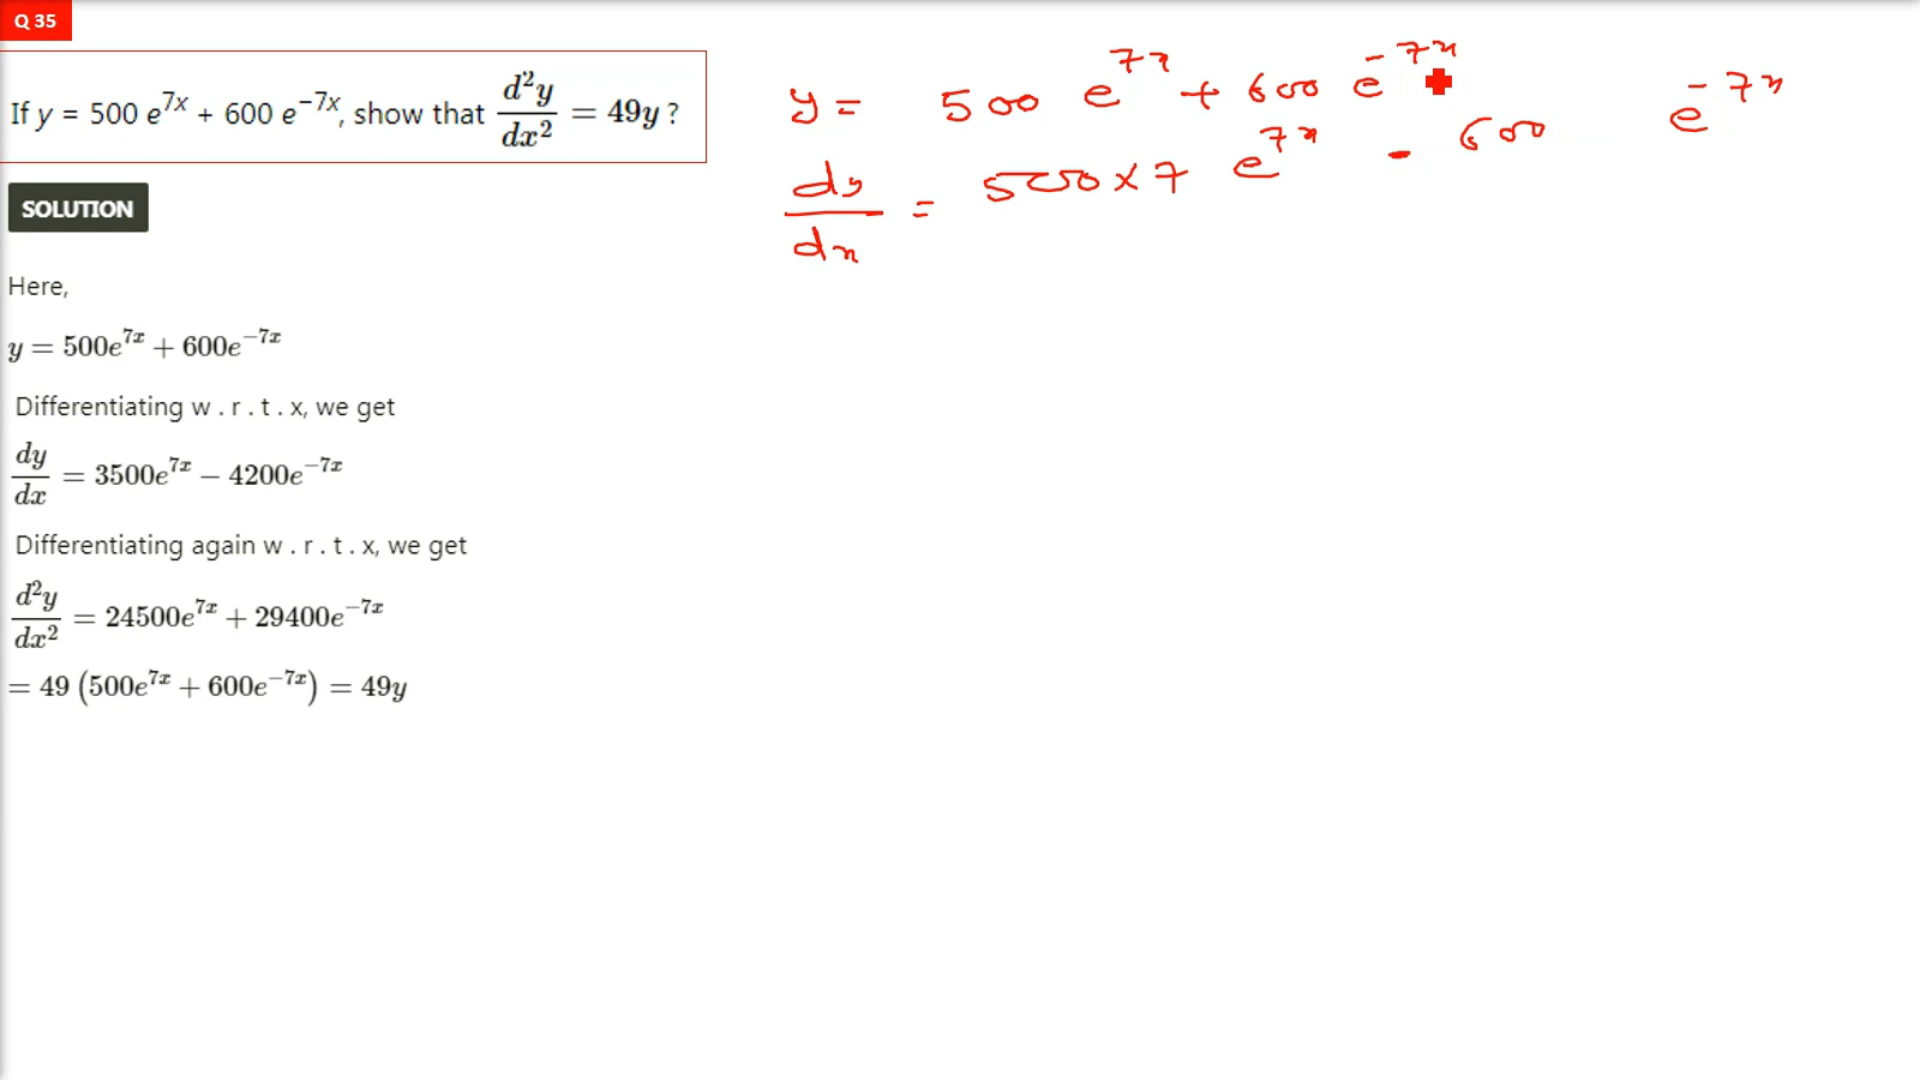 Q 35
If y = 500 e^7x + 600 e^−7x, show that d²y/dx² = 49y ?
SOLUTION
Here,
y = 500e^7x + 600e^−7x
Differentiating w . r . t . x, we get
dy/dx = 3500e^7x − 4200e^−7x
Differentiating again w . r . t . x, we get
d²y/dx² = 24500e^7x + 29400e^−7x
= 49 (500e^7x + 600e^−7x) = 49y
y = 500 e^7x + 600 e^-7x
dy/dx = 500 × 7 e^7x - 600 e^-7x